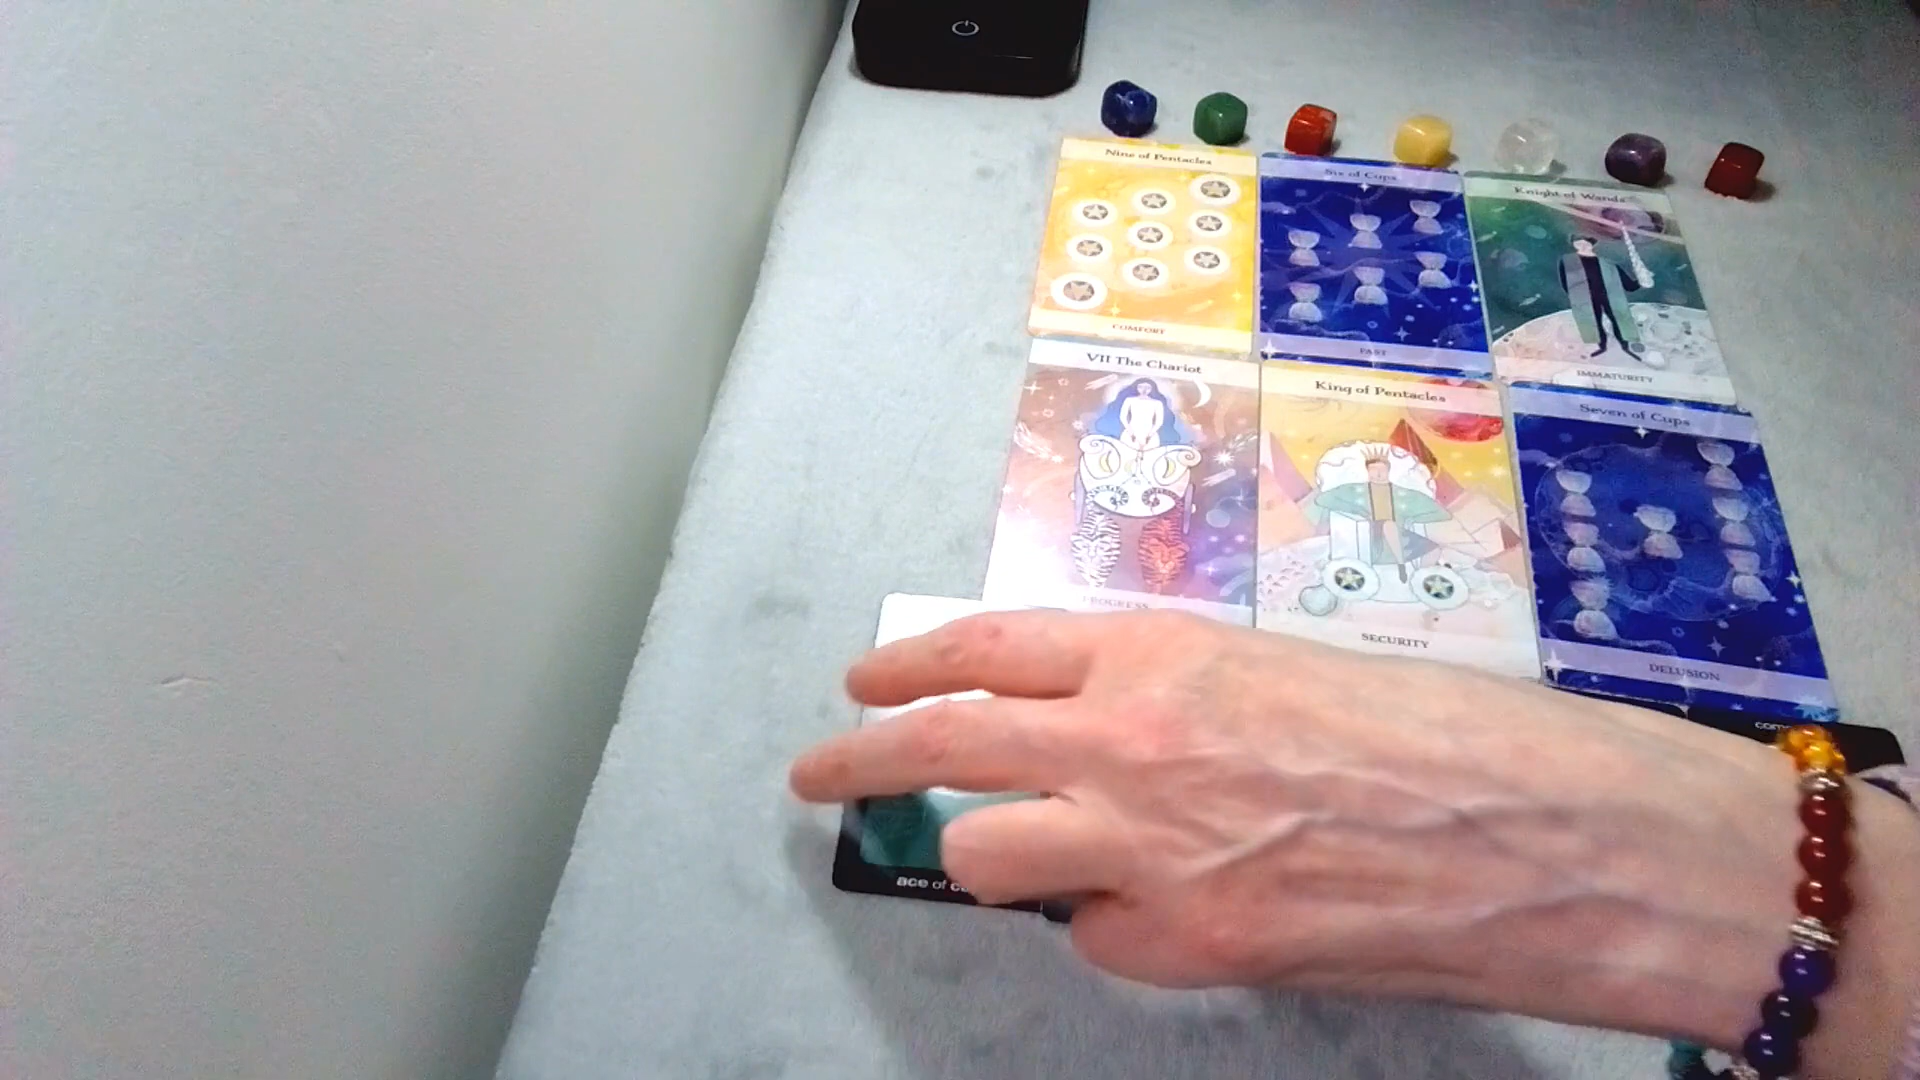 Nine of Pentacles
COMFORT
Six of Cups
PAST
Knight of Wands
IMMATURITY
VII The Chariot
PROGRESS
King of Pentacles
SECURITY
Seven of Cups
DELUSION
ace of